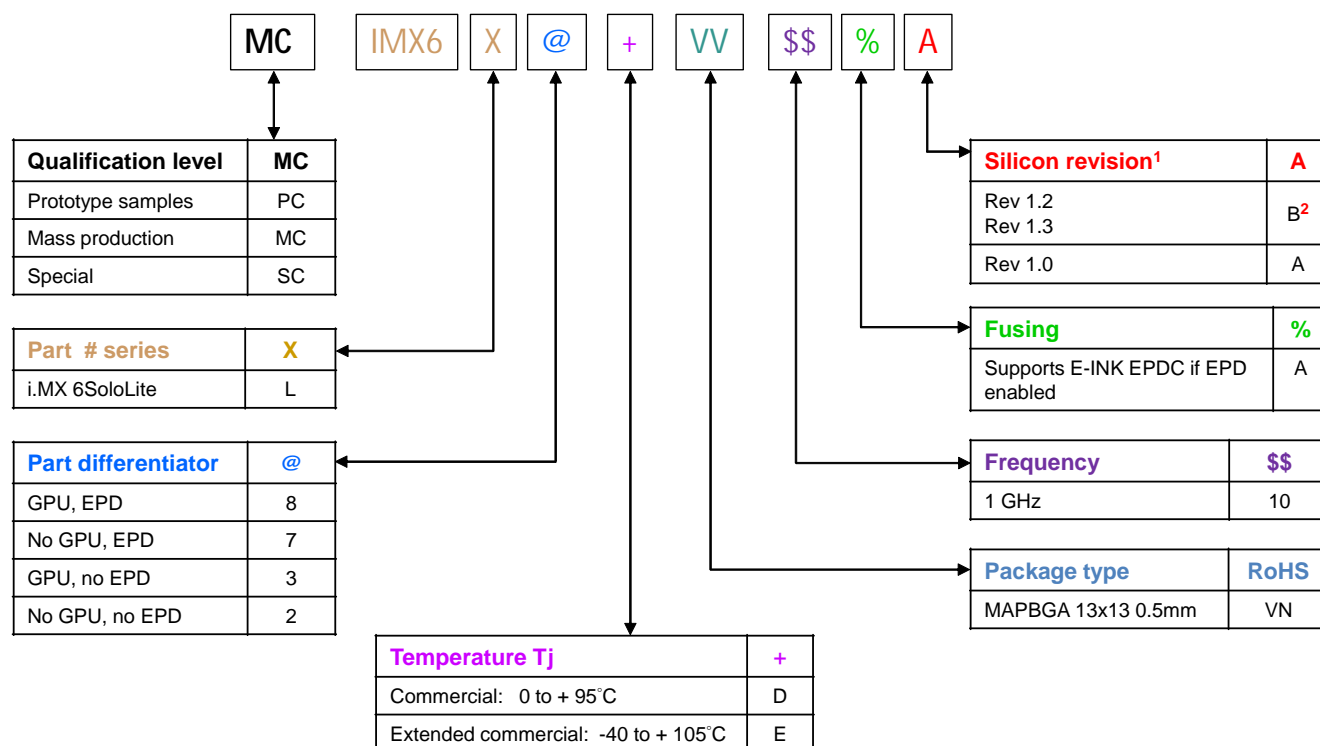 MC IMX6 X @ + VV $$ % A
Qualification level MC
Prototype samples PC
Mass production MC
Special SC
Part # series X
i.MX 6SoloLite L
Part differentiator @
GPU, EPD 8
No GPU, EPD 7
GPU, no EPD 3
No GPU, no EPD 2
Temperature Tj +
Commercial: 0 to + 95°C D
Extended commercial: -40 to + 105°C E
Silicon revision¹ A
Rev 1.2
Rev 1.3 B²
Rev 1.0 A
Fusing %
Supports E-INK EPDC if EPD A
enabled
Frequency $$
1 GHz 10
Package type RoHS
MAPBGA 13x13 0.5mm VN